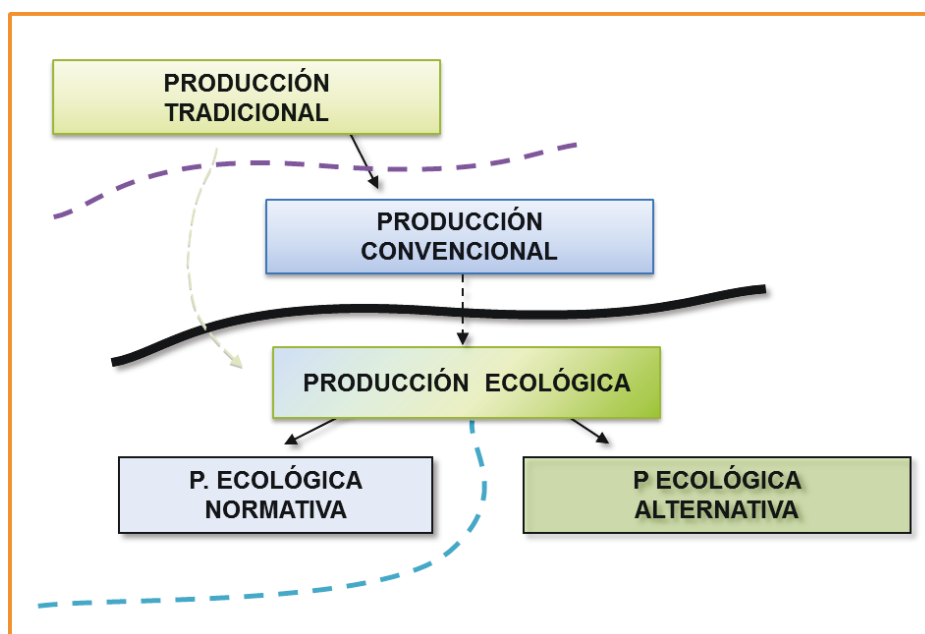 PRODUCCIÓN
TRADICIONAL
PRODUCCIÓN
CONVENCIONAL
PRODUCCIÓN ECOLÓGICA
P. ECOLÓGICA
NORMATIVA
P ECOLÓGICA
ALTERNATIVA